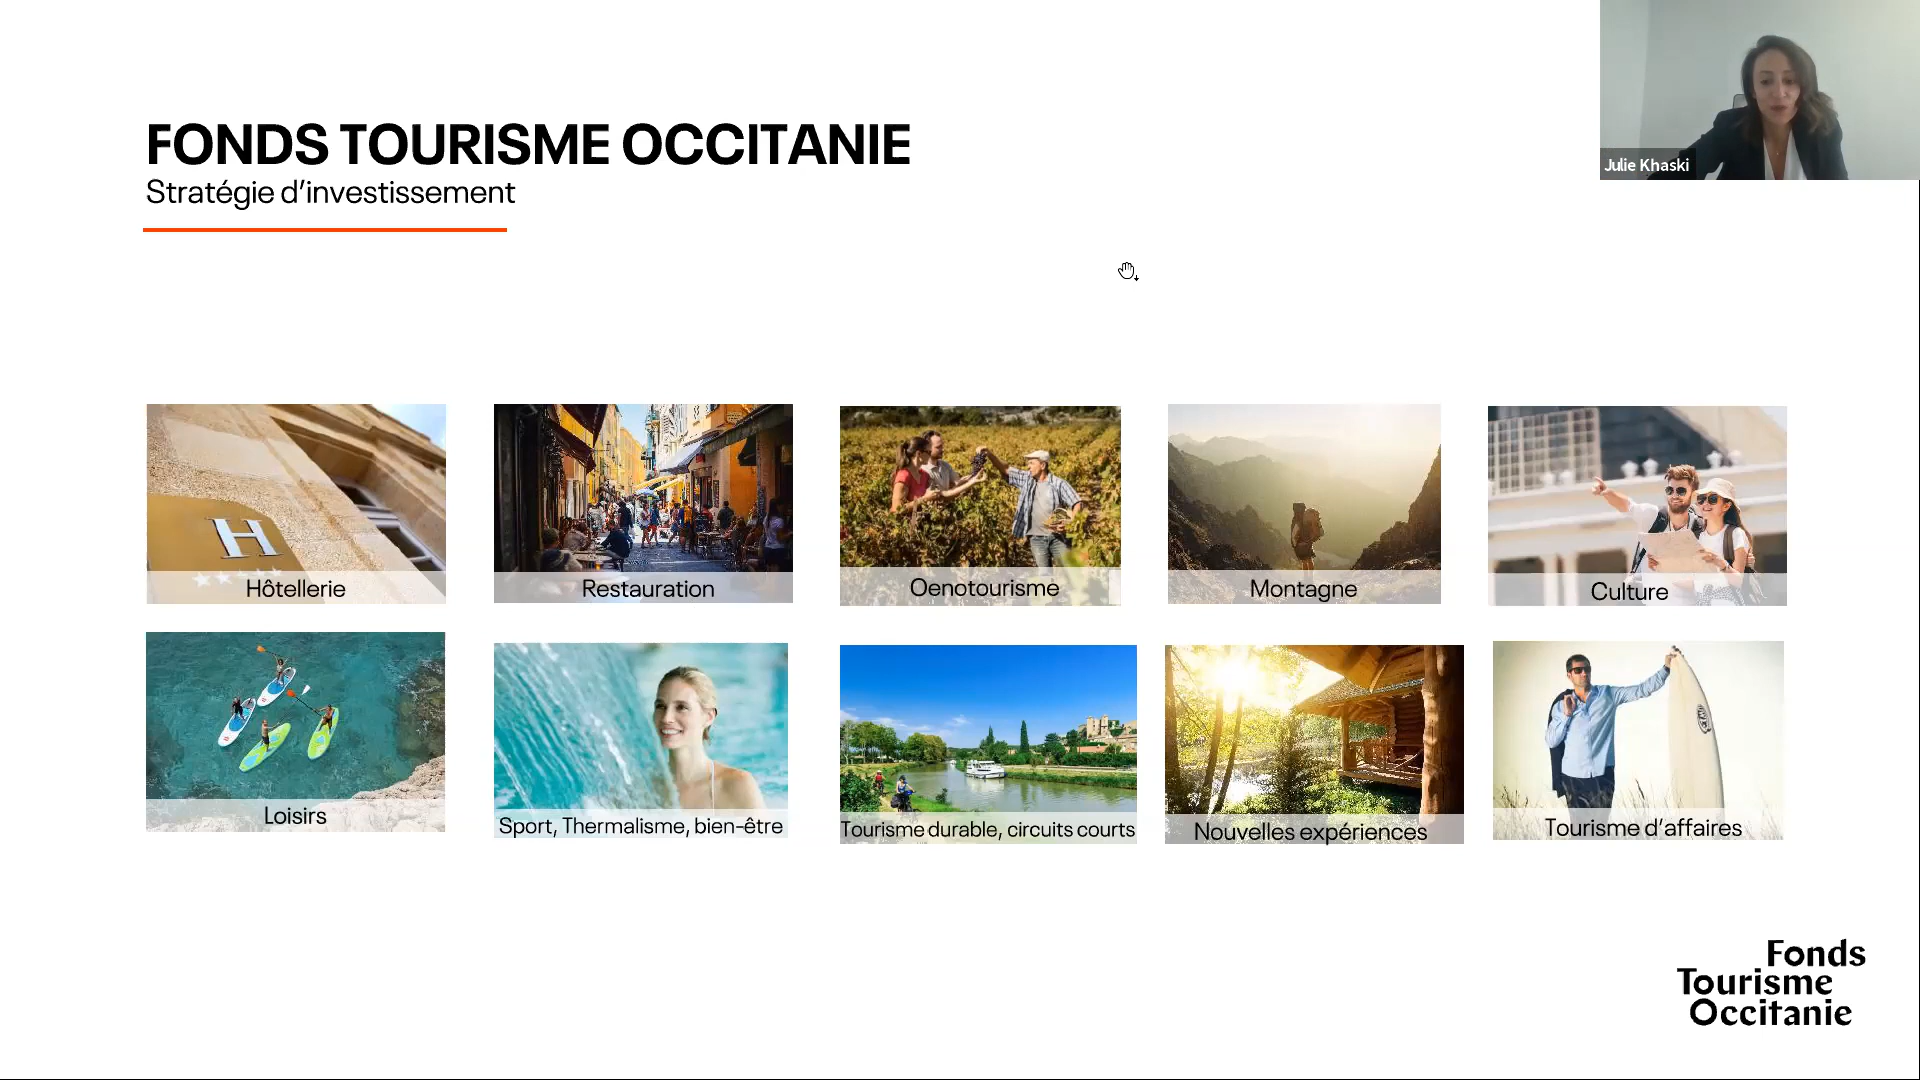 FONDS TOURISME OCCITANIE
Stratégie d’investissement
Julie Khaski
H
Hôtellerie
Restauration
Oenotourisme
Montagne
Culture
Loisirs
Sport, Thermalisme, bien-être
Tourisme durable, circuits courts
Nouvelles expériences
Tourisme d’affaires
Fonds
Tourisme
Occitanie